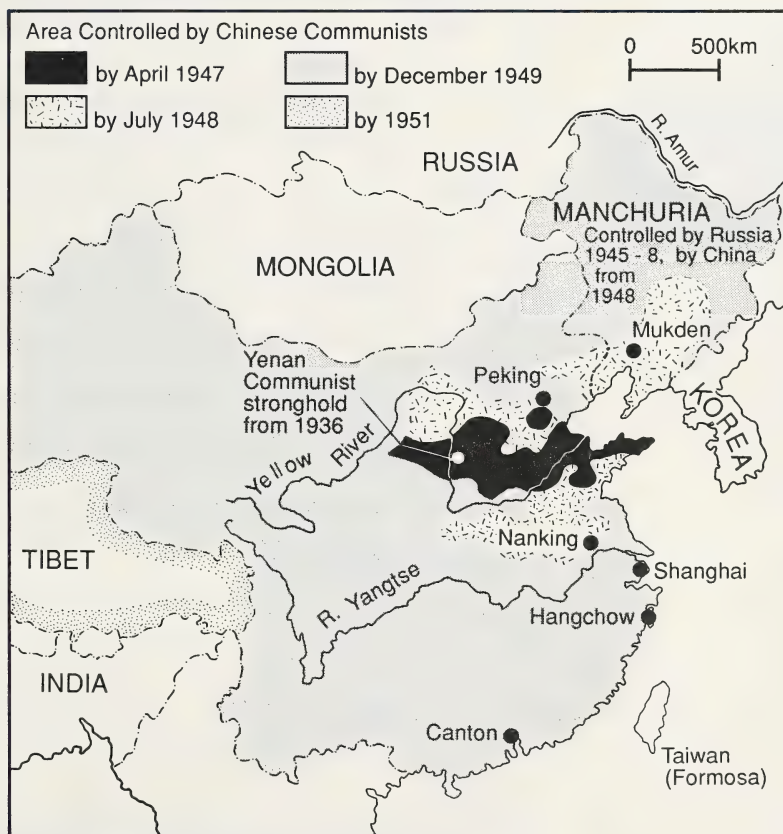 Area Controlled by Chinese Communists
by April 1947
by December 1949
by July 1948
by 1951
0 500km
RUSSIA
R. Amur
MANCHURIA
Controlled by Russia
1945 - 8, by China
from
1948
MONGOLIA
Mukden
Yenan
Communist
stronghold
from 1936
Peking
KOREA
Yellow River
Nanking
TIBET
Shanghai
R. Yangtse
Hangchow
INDIA
Canton
Taiwan
(Formosa)